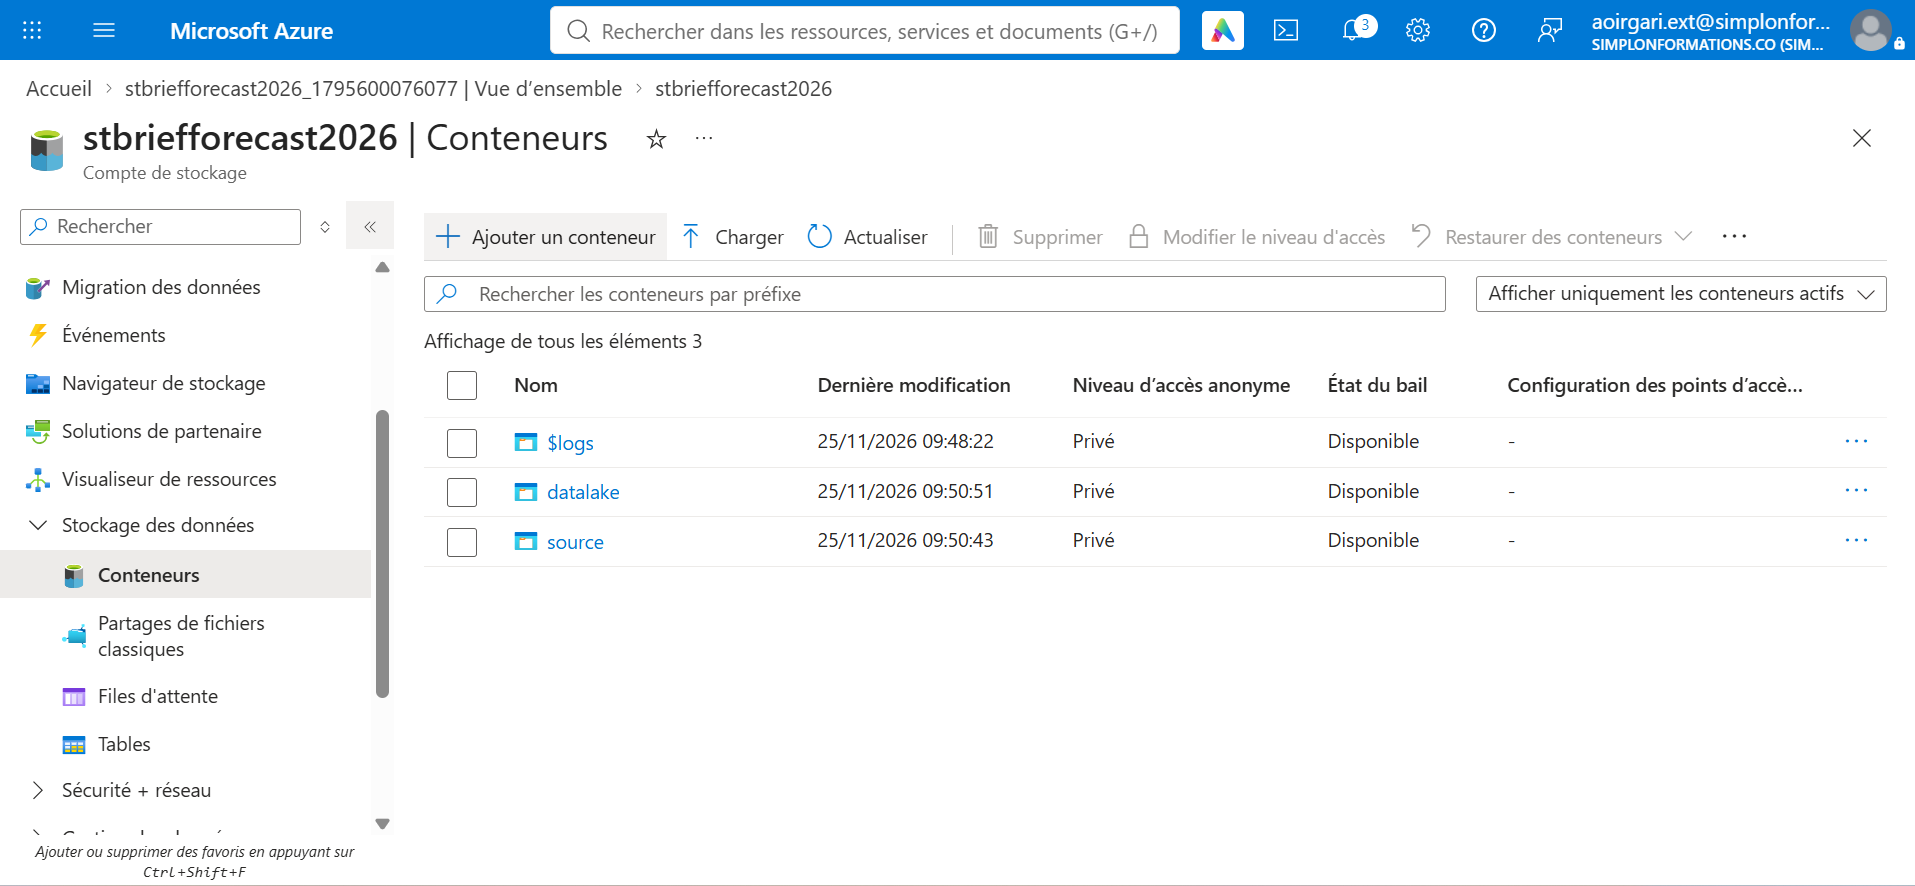 Microsoft Azure
Rechercher dans les ressources, services et documents (G+/)
3
aoirgari.ext@simplonfor...
SIMPLONFORMATIONS.CO (SIM...
Accueil > stbriefforecast2026_1795600076077 | Vue d’ensemble > stbriefforecast2026
stbriefforecast2026 | Conteneurs
Compte de stockage
Rechercher
Ajouter un conteneur
Charger
Actualiser
Supprimer
Modifier le niveau d'accès
Restaurer des conteneurs
Rechercher les conteneurs par préfixe
Afficher uniquement les conteneurs actifs
Affichage de tous les éléments 3
Nom Dernière modification Niveau d’accès anonyme État du bail Configuration des points d’accè...
$logs 25/11/2026 09:48:22 Privé Disponible -
datalake 25/11/2026 09:50:51 Privé Disponible -
source 25/11/2026 09:50:43 Privé Disponible -
Migration des données
Événements
Navigateur de stockage
Solutions de partenaire
Visualiseur de ressources
Stockage des données
Conteneurs
Partages de fichiers
classiques
Files d'attente
Tables
Sécurité + réseau
Ajouter ou supprimer des favoris en appuyant sur
Ctrl+Shift+F